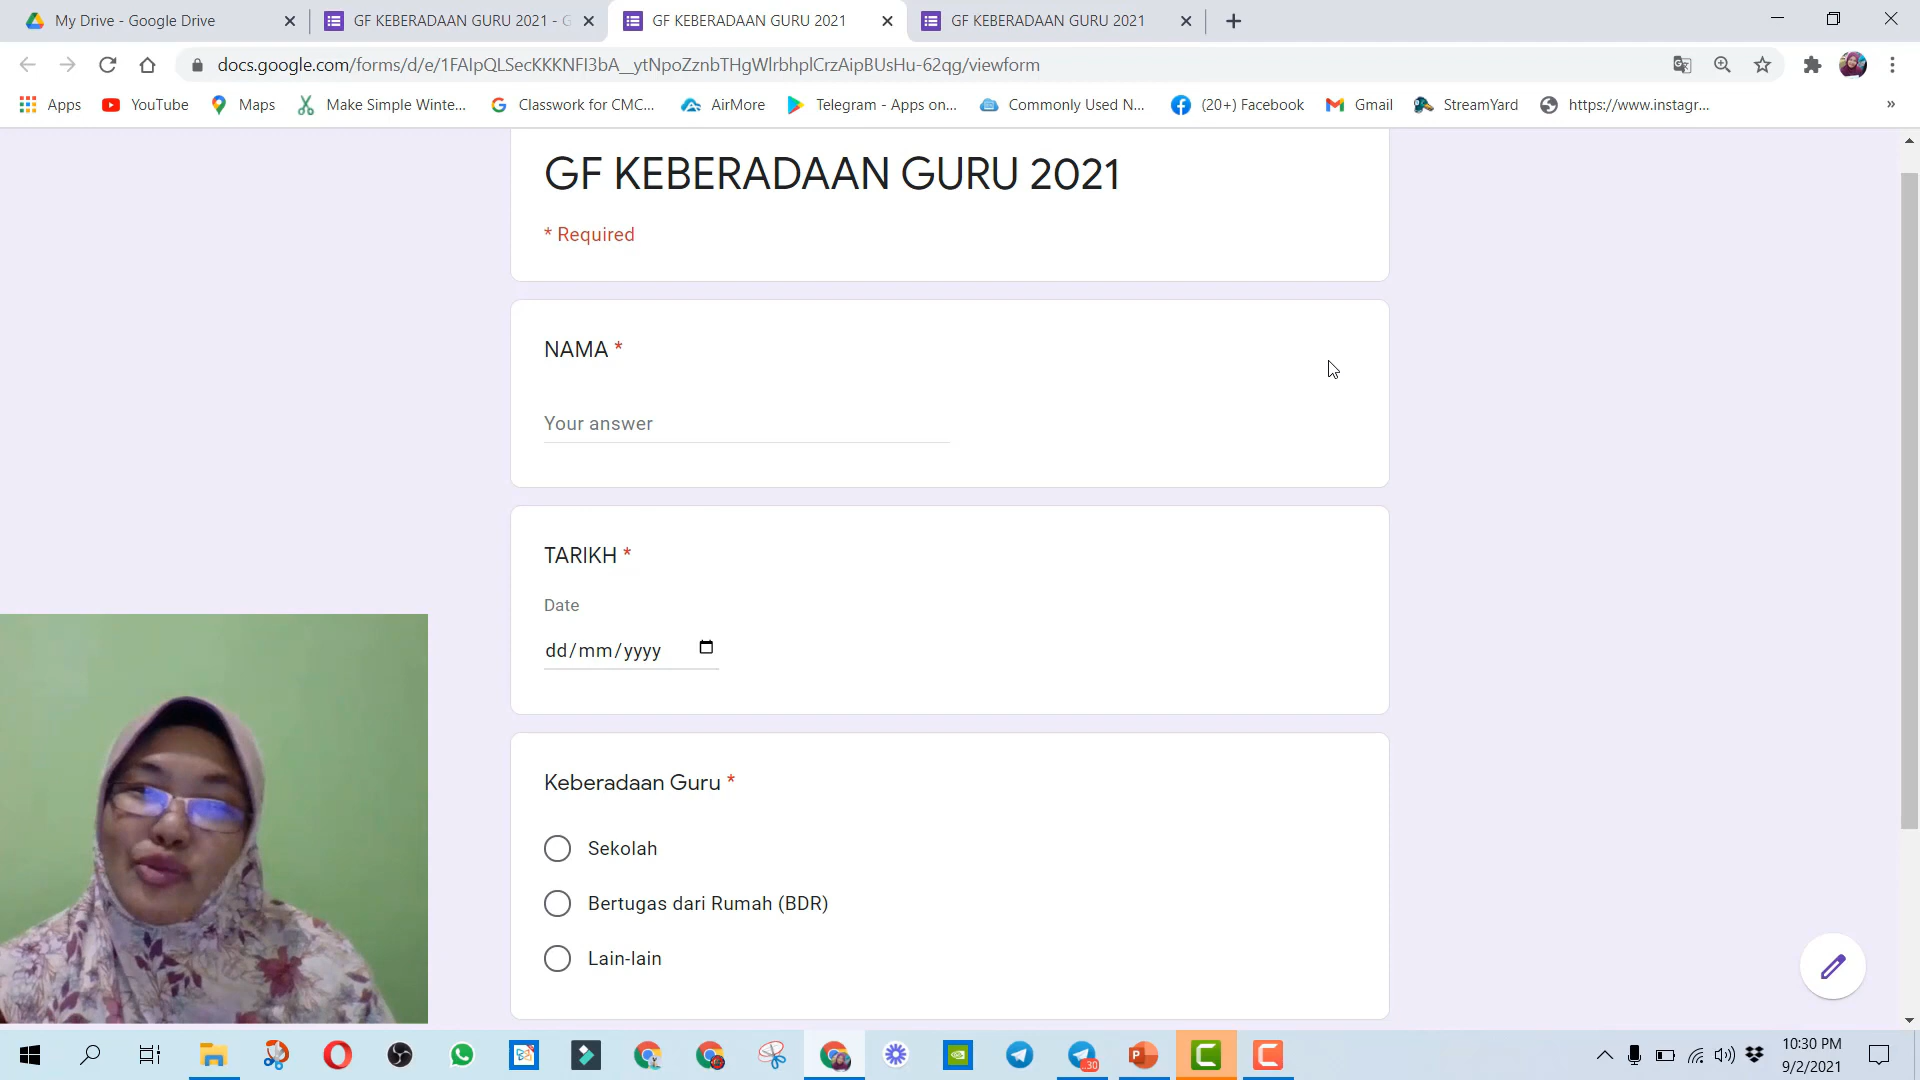 My Drive - Google Drive
GF KEBERADAAN GURU 2021 - G
GF KEBERADAAN GURU 2021
GF KEBERADAAN GURU 2021
docs.google.com/forms/d/e/1FAIpQLSecKKKNFI3bA__ytNpoZznbTHgWlrbhplCrzAipBUsHu-62qg/viewform
Apps
YouTube
Maps
Make Simple Winte...
Classwork for CMC...
AirMore
Telegram - Apps on...
Commonly Used N...
(20+) Facebook
Gmail
StreamYard
https://www.instagr...
»
GF KEBERADAAN GURU 2021
* Required
NAMA *
Your answer
TARIKH *
Date
dd/mm/yyyy
Keberadaan Guru *
Sekolah
Bertugas dari Rumah (BDR)
Lain-lain
30
10:30 PM
9/2/2021